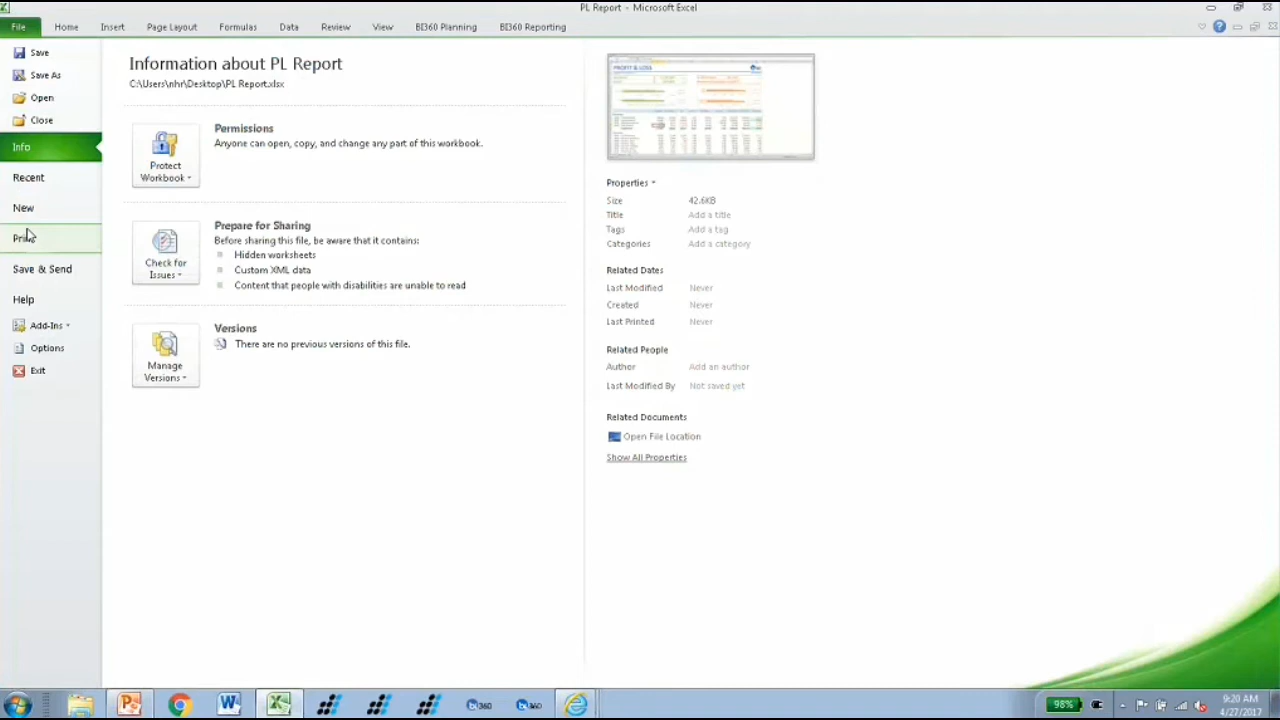 PL Report - Microsoft Excel
File Home Insert Page Layout Formulas Data Review View BI360 Planning BI360 Reporting
Save
Save As
Open
Close
Info
Recent
New
Save & Send
Help
Add-Ins
Options
Exit
Information about PL Report
C:\Users\nhr\Desktop\PL Report.xlsx
Protect
Workbook
Permissions
Anyone can open, copy, and change any part of this workbook.
Check for
Issues
Prepare for Sharing
Before sharing this file, be aware that it contains:
Hidden worksheets
Custom XML data
Content that people with disabilities are unable to read
Manage
Versions
Versions
There are no previous versions of this file.
PROFIT & LOSS
Properties
Size 42.6KB
Title Add a title
Tags Add a tag
Categories Add a category
Related Dates
Last Modified Never
Created Never
Last Printed Never
Related People
Author Add an author
Last Modified By Not saved yet
Related Documents
Open File Location
Show All Properties
98%
9:20 AM
4/27/2017